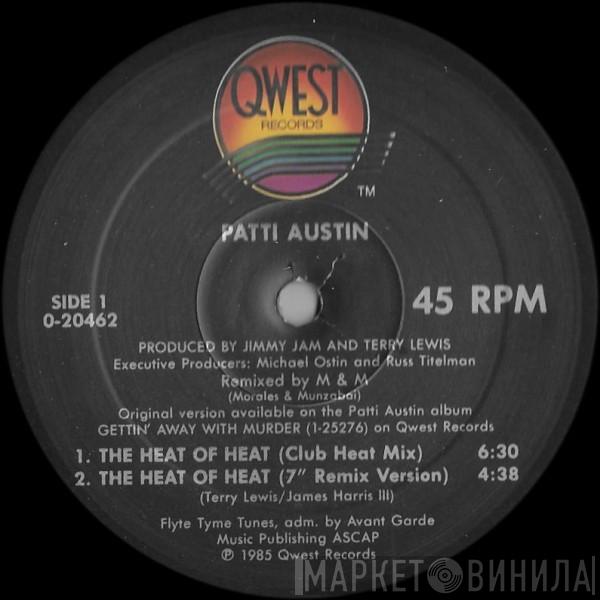 QWEST
RECORDS
TM
PATTI AUSTIN
SIDE 1
0-20462
45 RPM
PRODUCED BY JIMMY JAM AND TERRY LEWIS
Executive Producers: Michael Ostin and Russ Titelman
Remixed by M & M
(Morales & Munzabai)
Original version available on the Patti Austin album
GETTIN' AWAY WITH MURDER (1-25276) on Qwest Records
1. THE HEAT OF HEAT (Club Heat Mix) 6:30
2. THE HEAT OF HEAT (7" Remix Version) 4:38
(Terry Lewis/James Harris III)
Flyte Tyme Tunes, adm. by Avant Garde
Music Publishing ASCAP
℗ 1985 Qwest Records
МАРКЕТ ВИНИЛА